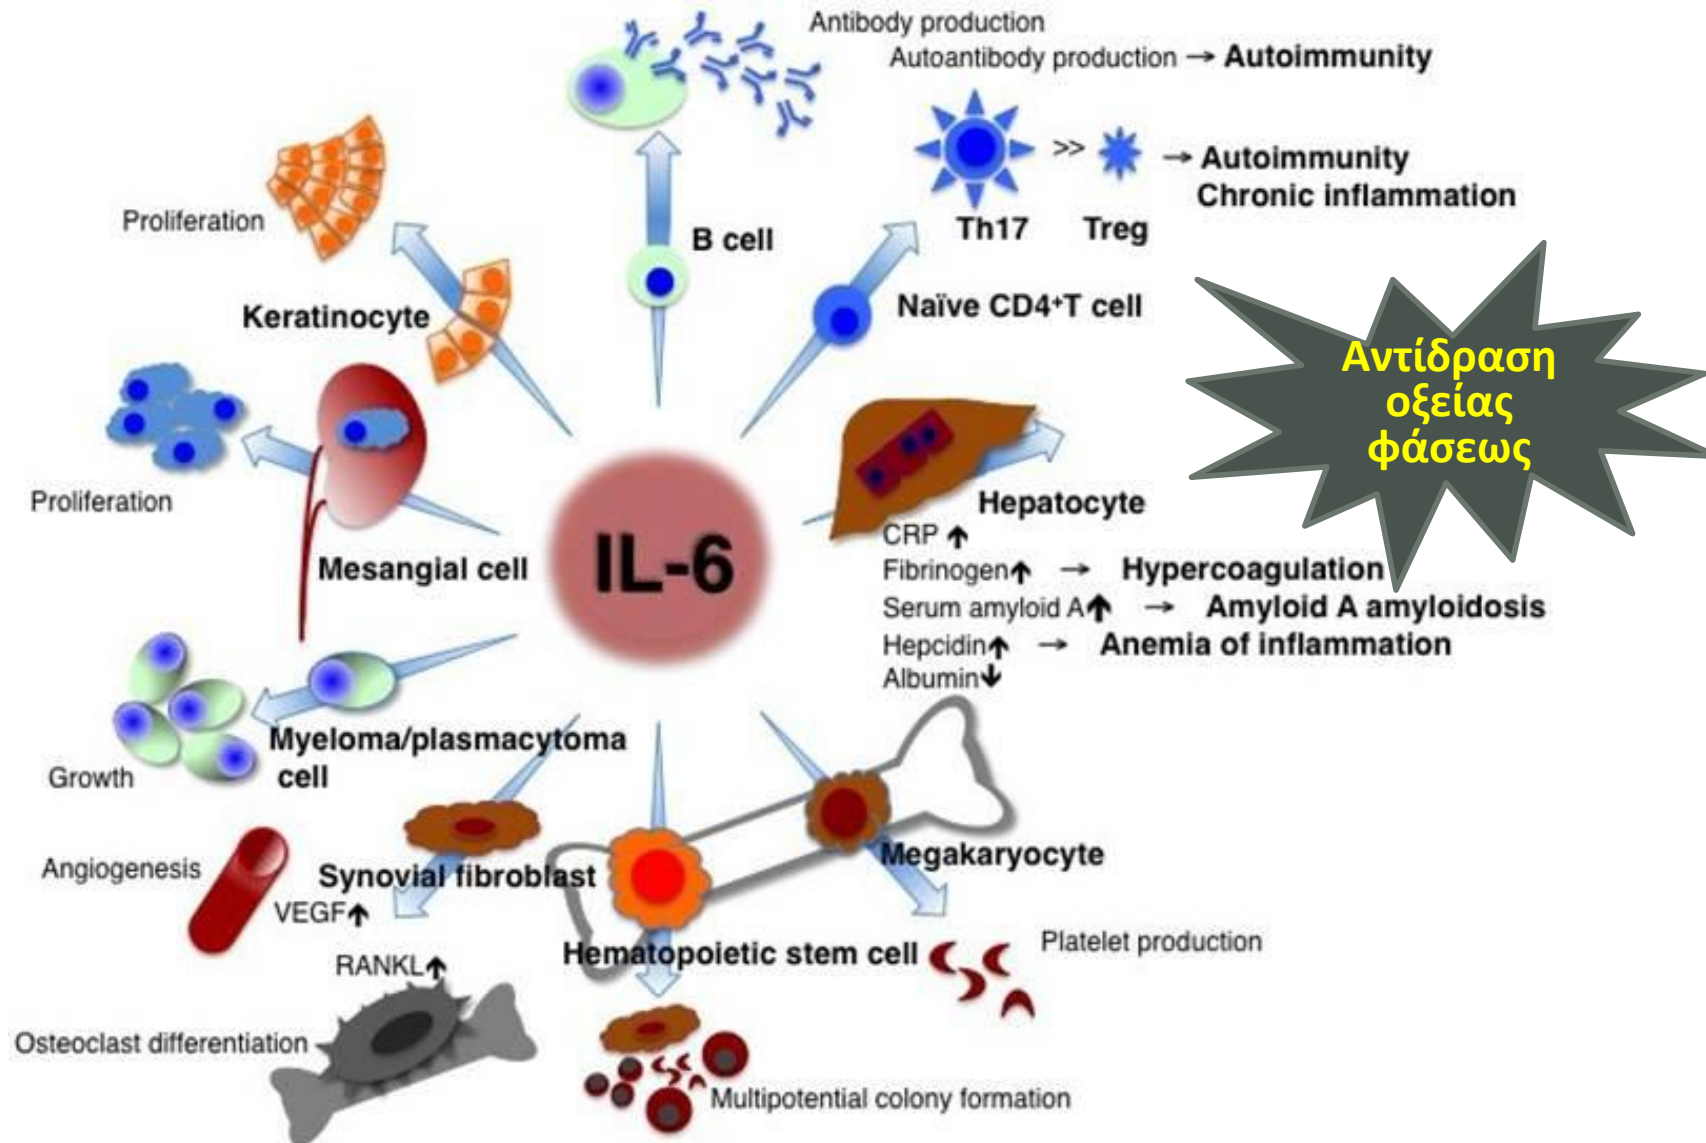 Antibody production
Autoantibody production → Autoimmunity
Th17 >> Treg → Autoimmunity
Chronic inflammation
B cell
Naïve CD4⁺T cell
Proliferation
Keratinocyte
Αντίδραση
οξείας
φάσεως
Proliferation
Mesangial cell
IL-6
Hepatocyte
CRP ↑
Fibrinogen↑ → Hypercoagulation
Serum amyloid A↑ → Amyloid A amyloidosis
Hepcidin↑ → Anemia of inflammation
Albumin↓
Myeloma/plasmacytoma
cell
Growth
Angiogenesis
Synovial fibroblast
VEGF↑
RANKL↑
Osteoclast differentiation
Hematopoietic stem cell
Multipotential colony formation
Megakaryocyte
Platelet production